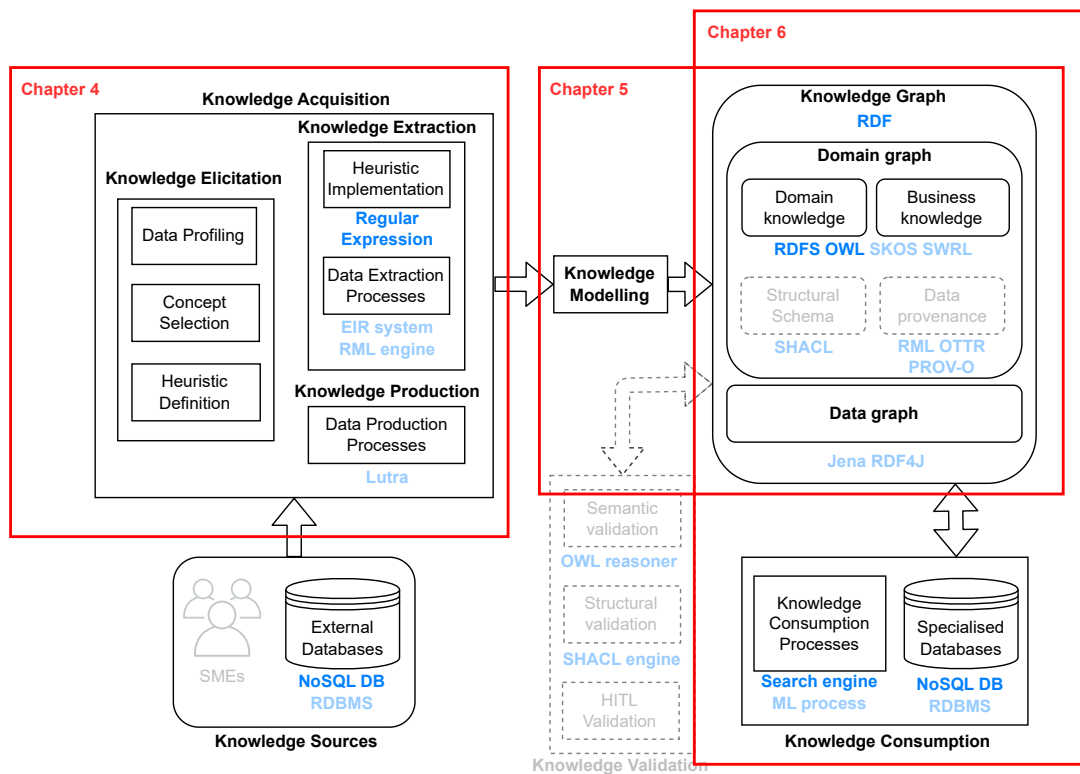 Chapter 6
Chapter 4
Chapter 5
Knowledge Acquisition
Knowledge Elicitation
Data Profiling
Concept
Selection
Heuristic
Definition
Knowledge Extraction
Heuristic
Implementation
Regular
Expression
Data Extraction
Processes
EIR system
RML engine
Knowledge Production
Data Production
Processes
Lutra
Knowledge
Modelling
Knowledge Graph
RDF
Domain graph
Domain
knowledge
Business
knowledge
RDFS OWL SKOS SWRL
Structural
Schema
SHACL
Data
provenance
RML OTTR
PROV-O
Data graph
Jena RDF4J
SMEs
External
Databases
NoSQL DB
RDBMS
Knowledge Sources
Semantic
validation
OWL reasoner
Structural
validation
SHACL engine
HITL
Validation
Knowledge Validation
Knowledge
Consumption
Processes
Search engine
ML process
Specialised
Databases
NoSQL DB
RDBMS
Knowledge Consumption